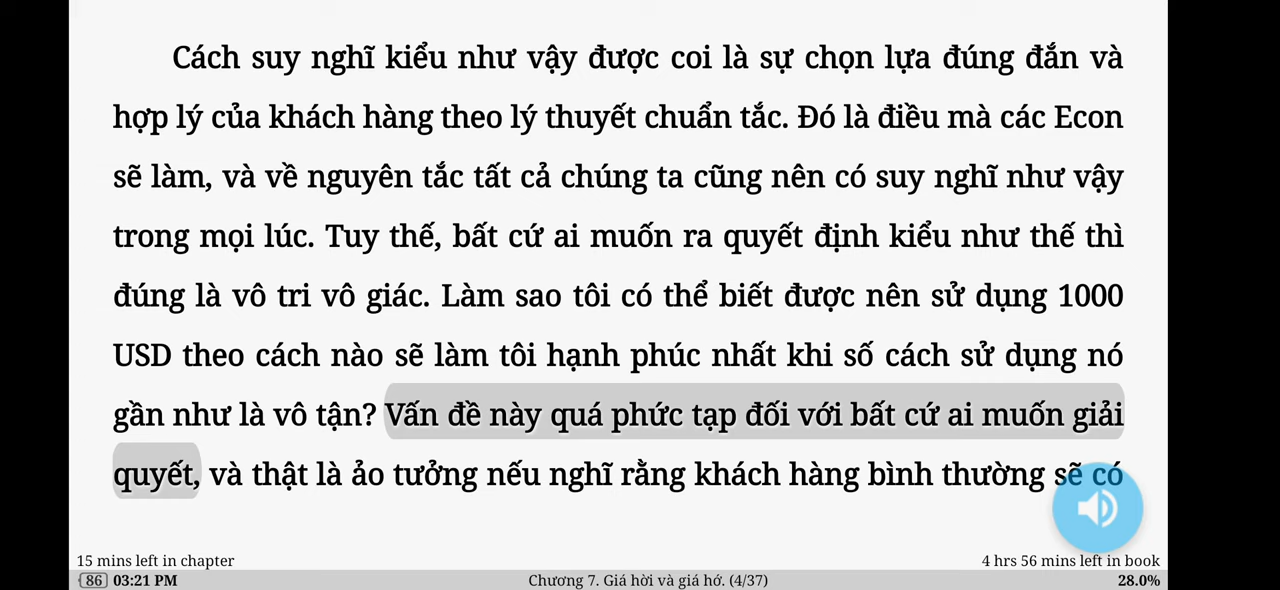 Cách suy nghĩ kiểu như vậy được coi là sự chọn lựa đúng đắn và
hợp lý của khách hàng theo lý thuyết chuẩn tắc. Đó là điều mà các Econ
sẽ làm, và về nguyên tắc tất cả chúng ta cũng nên có suy nghĩ như vậy
trong mọi lúc. Tuy thế, bất cứ ai muốn ra quyết định kiểu như thế thì
đúng là vô tri vô giác. Làm sao tôi có thể biết được nên sử dụng 1000
USD theo cách nào sẽ làm tôi hạnh phúc nhất khi số cách sử dụng nó
gần như là vô tận? Vấn đề này quá phức tạp đối với bất cứ ai muốn giải
quyết, và thật là ảo tưởng nếu nghĩ rằng khách hàng bình thường sẽ có
15 mins left in chapter
4 hrs 56 mins left in book
86 03:21 PM
Chương 7. Giá hời và giá hớ. (4/37)
28.0%